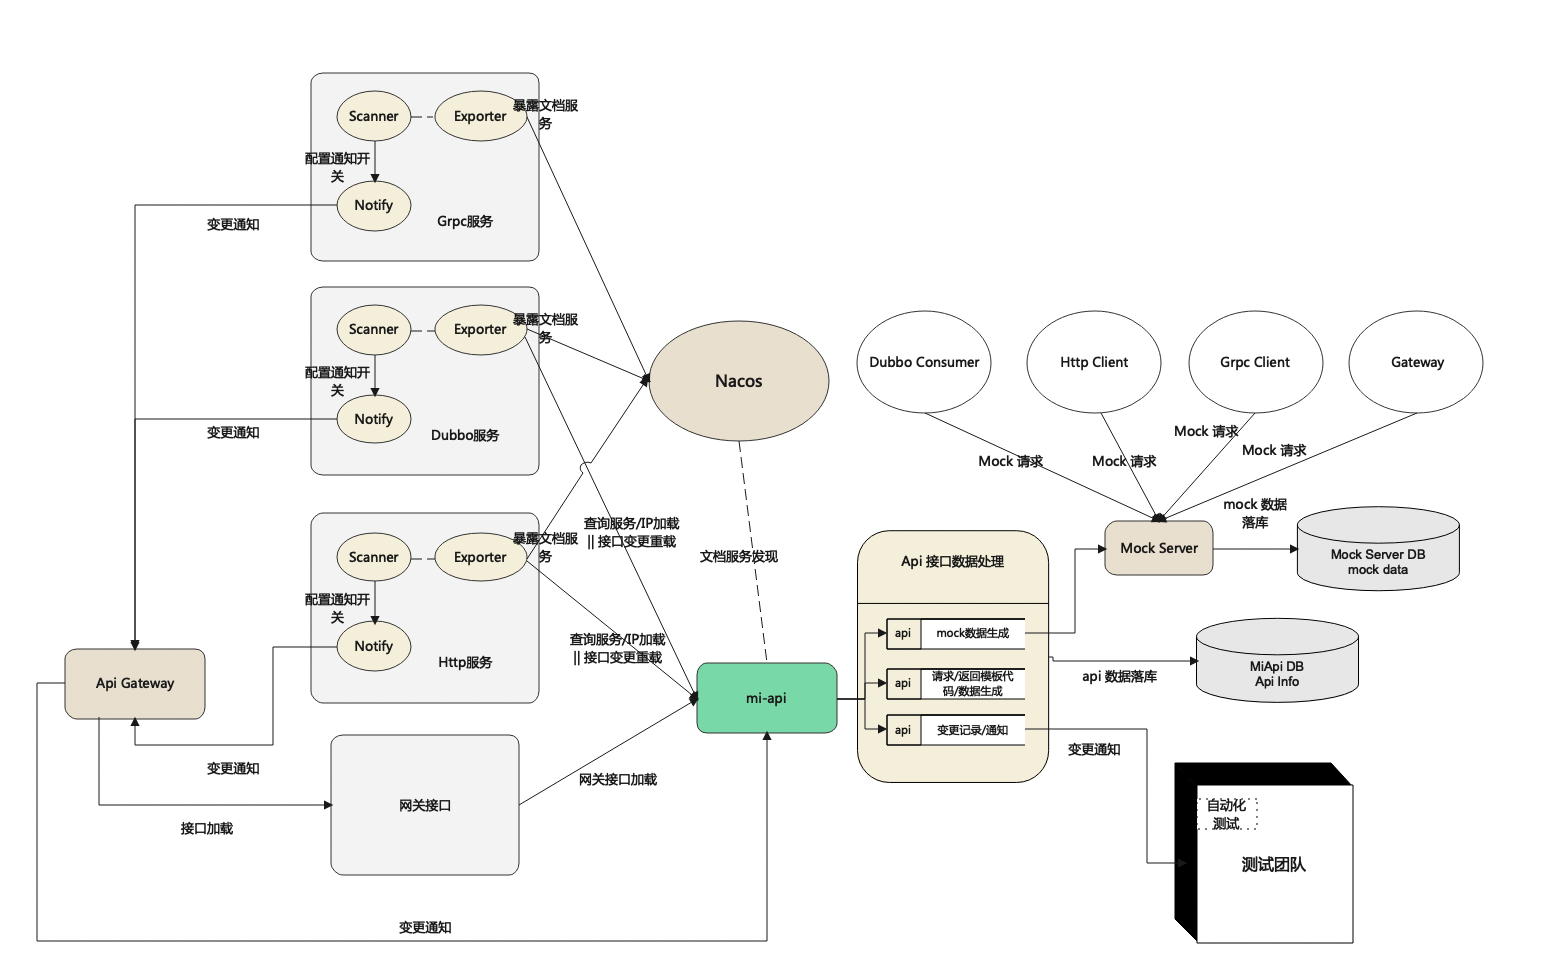 Scanner
Exporter
暴露文档服
务
配置通知开
关
Notify
Grpc服务
变更通知
Scanner
Exporter
暴露文档服
务
配置通知开
关
Notify
Dubbo服务
变更通知
Scanner
Exporter
暴露文档服
务
配置通知开
关
Notify
Http服务
变更通知
Api Gateway
接口加载
网关接口
网关接口加载
变更通知
查询服务/IP加载
|| 接口变更重载
查询服务/IP加载
|| 接口变更重载
Nacos
文档服务发现
mi-api
Api 接口数据处理
api
mock数据生成
api
请求/返回模板代
码/数据生成
api
变更记录/通知
Dubbo Consumer
Http Client
Grpc Client
Gateway
Mock 请求
Mock 请求
Mock 请求
Mock 请求
Mock Server
mock 数据
落库
Mock Server DB
mock data
api 数据落库
MiApi DB
Api Info
变更通知
自动化
测试
测试团队